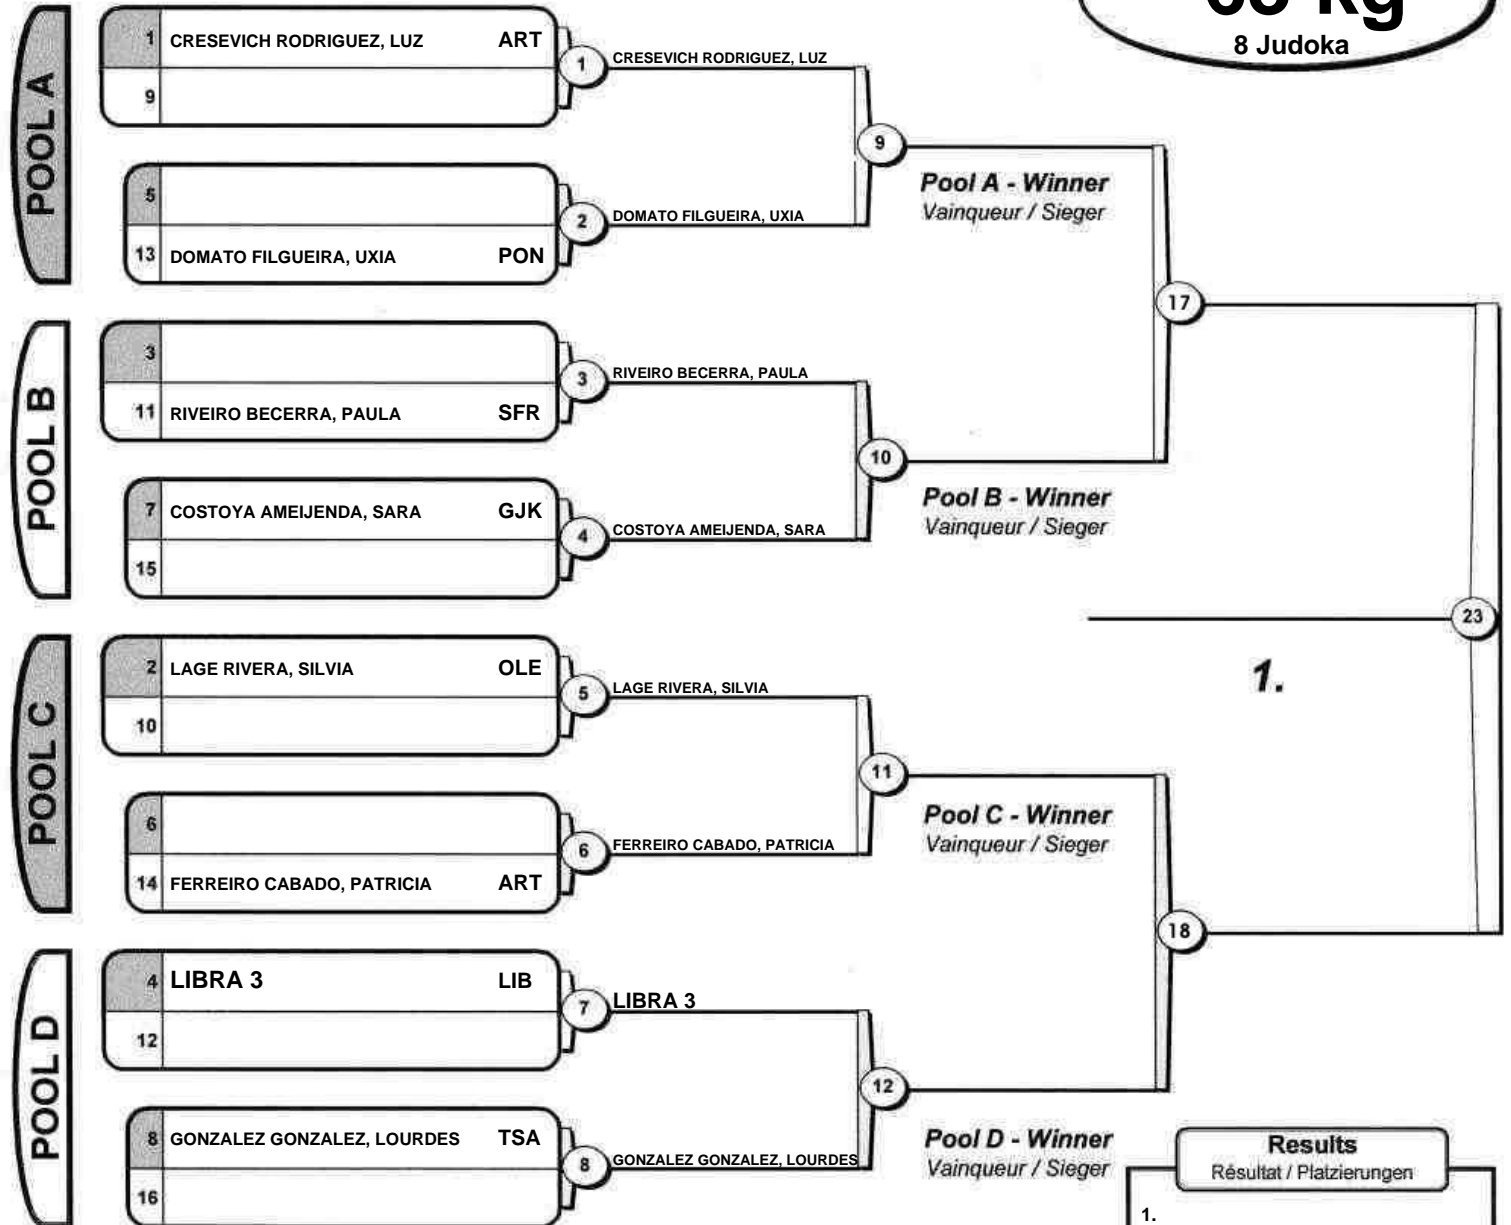 kg
8 Judoka
POOL A
1 CRESEVICH RODRIGUEZ, LUZ ART
9
1 CRESEVICH RODRIGUEZ, LUZ
5
13 DOMATO FILGUEIRA, UXIA PON
2 DOMATO FILGUEIRA, UXIA
9
Pool A - Winner
Vainqueur / Sieger
POOL B
3
11 RIVEIRO BECERRA, PAULA SFR
3 RIVEIRO BECERRA, PAULA
7 COSTOYA AMEIJENDA, SARA GJK
15
4 COSTOYA AMEIJENDA, SARA
10
Pool B - Winner
Vainqueur / Sieger
17
23
1.
POOL C
2 LAGE RIVERA, SILVIA OLE
10
5 LAGE RIVERA, SILVIA
6
14 FERREIRO CABADO, PATRICIA ART
6 FERREIRO CABADO, PATRICIA
11
Pool C - Winner
Vainqueur / Sieger
18
POOL D
4 LIBRA 3 LIB
12
7 LIBRA 3
8 GONZALEZ GONZALEZ, LOURDES TSA
16
8 GONZALEZ GONZALEZ, LOURDES
12
Pool D - Winner
Vainqueur / Sieger
Results
Résultat / Platzierungen
1.